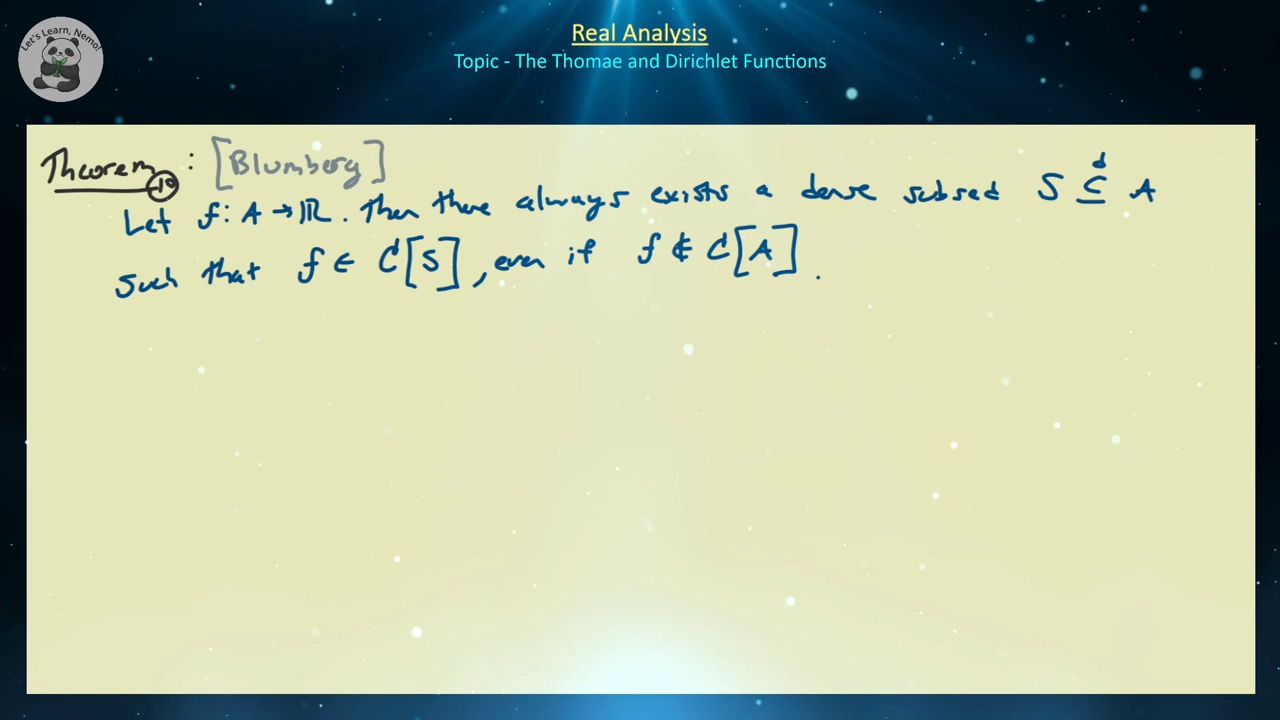 Let's Learn, Nemo!
Real Analysis
Topic - The Thomae and Dirichlet Functions
Theorem 10 : [Blumberg]
Let f: A → ℝ. Then there always exists a dense subset S ⊆ᵈ A
such that f ∈ C[S], even if f ∉ C[A].